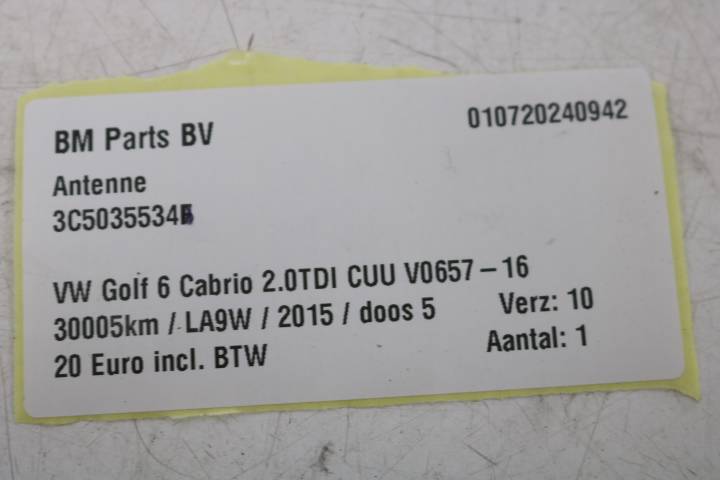 BM Parts BV 010720240942
Antenne
VW Golf 6 Cabrio 2.0TDI CUU V0657-16
30005km / LA9W / 2015 / doos 5 Verz: 10
20 Euro incl. BTW Aantal: 1